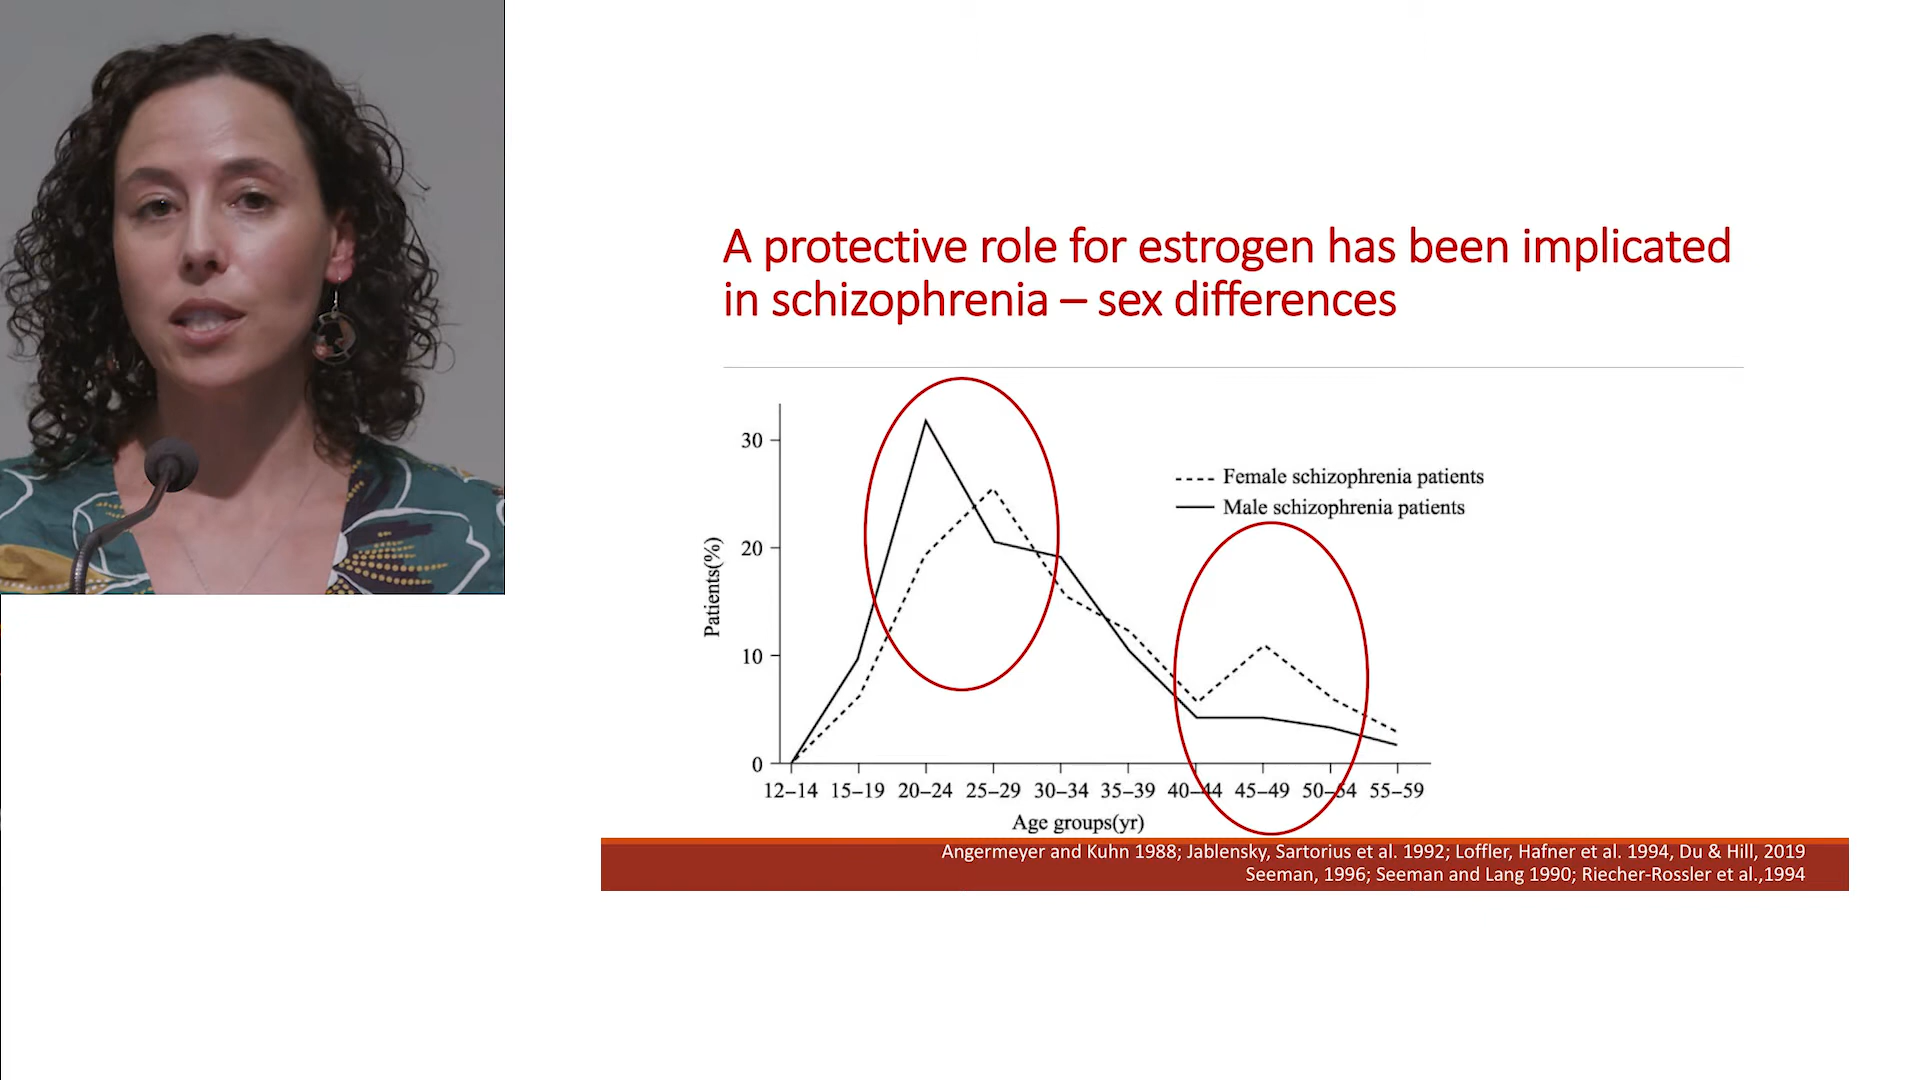 A protective role for estrogen has been implicated
in schizophrenia – sex differences
30
20
10
0
Patients(%)
Female schizophrenia patients
Male schizophrenia patients
12–14 15–19 20–24 25–29 30–34 35–39 40–44 45–49 50–54 55–59
Age groups(yr)
Angermeyer and Kuhn 1988; Jablensky, Sartorius et al. 1992; Loffler, Hafner et al. 1994, Du & Hill, 2019
Seeman, 1996; Seeman and Lang 1990; Riecher-Rossler et al.,1994